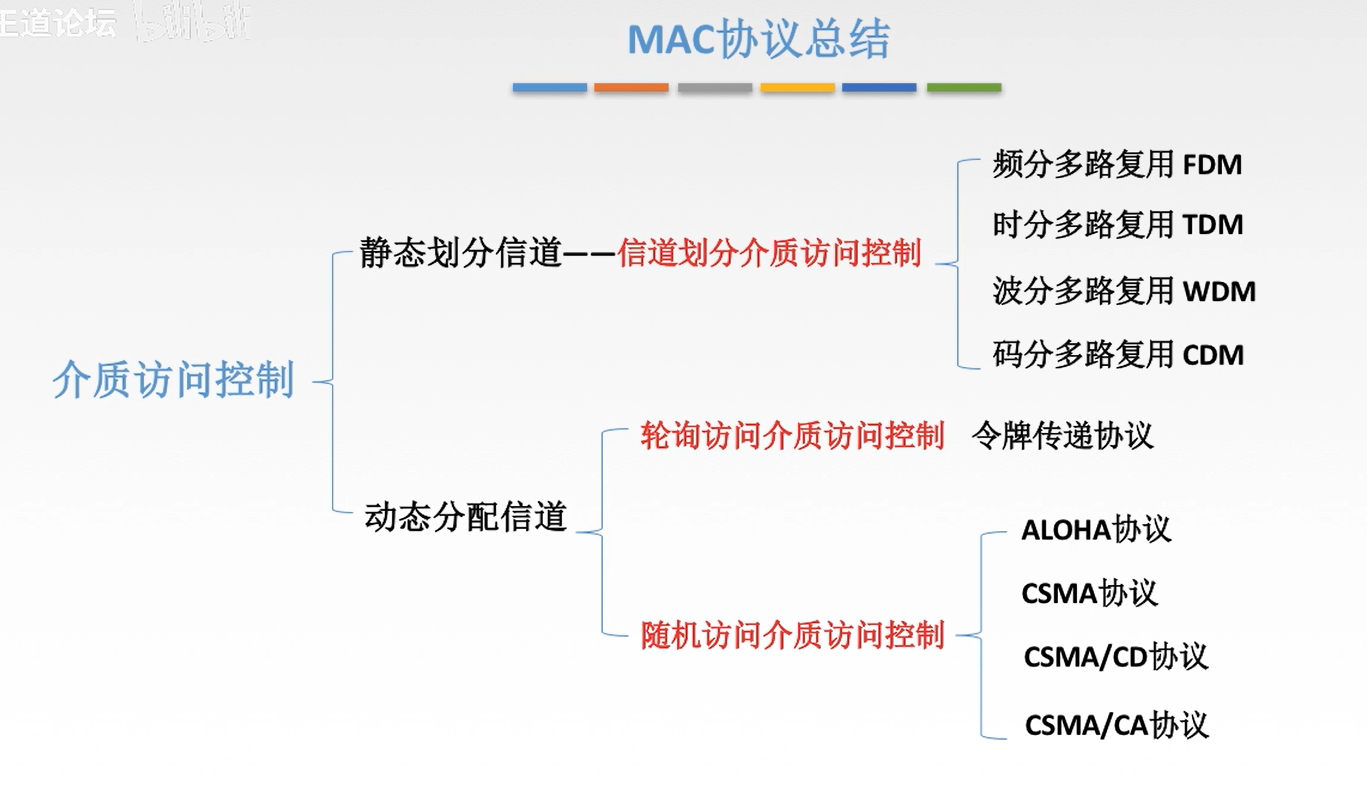 王道论坛 bilibili
MAC协议总结
介质访问控制
静态划分信道——信道划分介质访问控制
频分多路复用 FDM
时分多路复用 TDM
波分多路复用 WDM
码分多路复用 CDM
动态分配信道
轮询访问介质访问控制 令牌传递协议
随机访问介质访问控制
ALOHA协议
CSMA协议
CSMA/CD协议
CSMA/CA协议